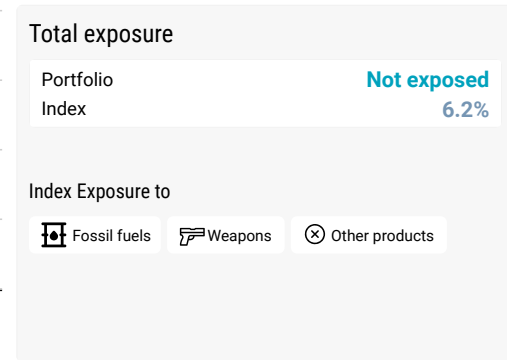 Total exposure
Portfolio Not exposed
Index 6.2%
Index Exposure to
Fossil fuels Weapons Other products